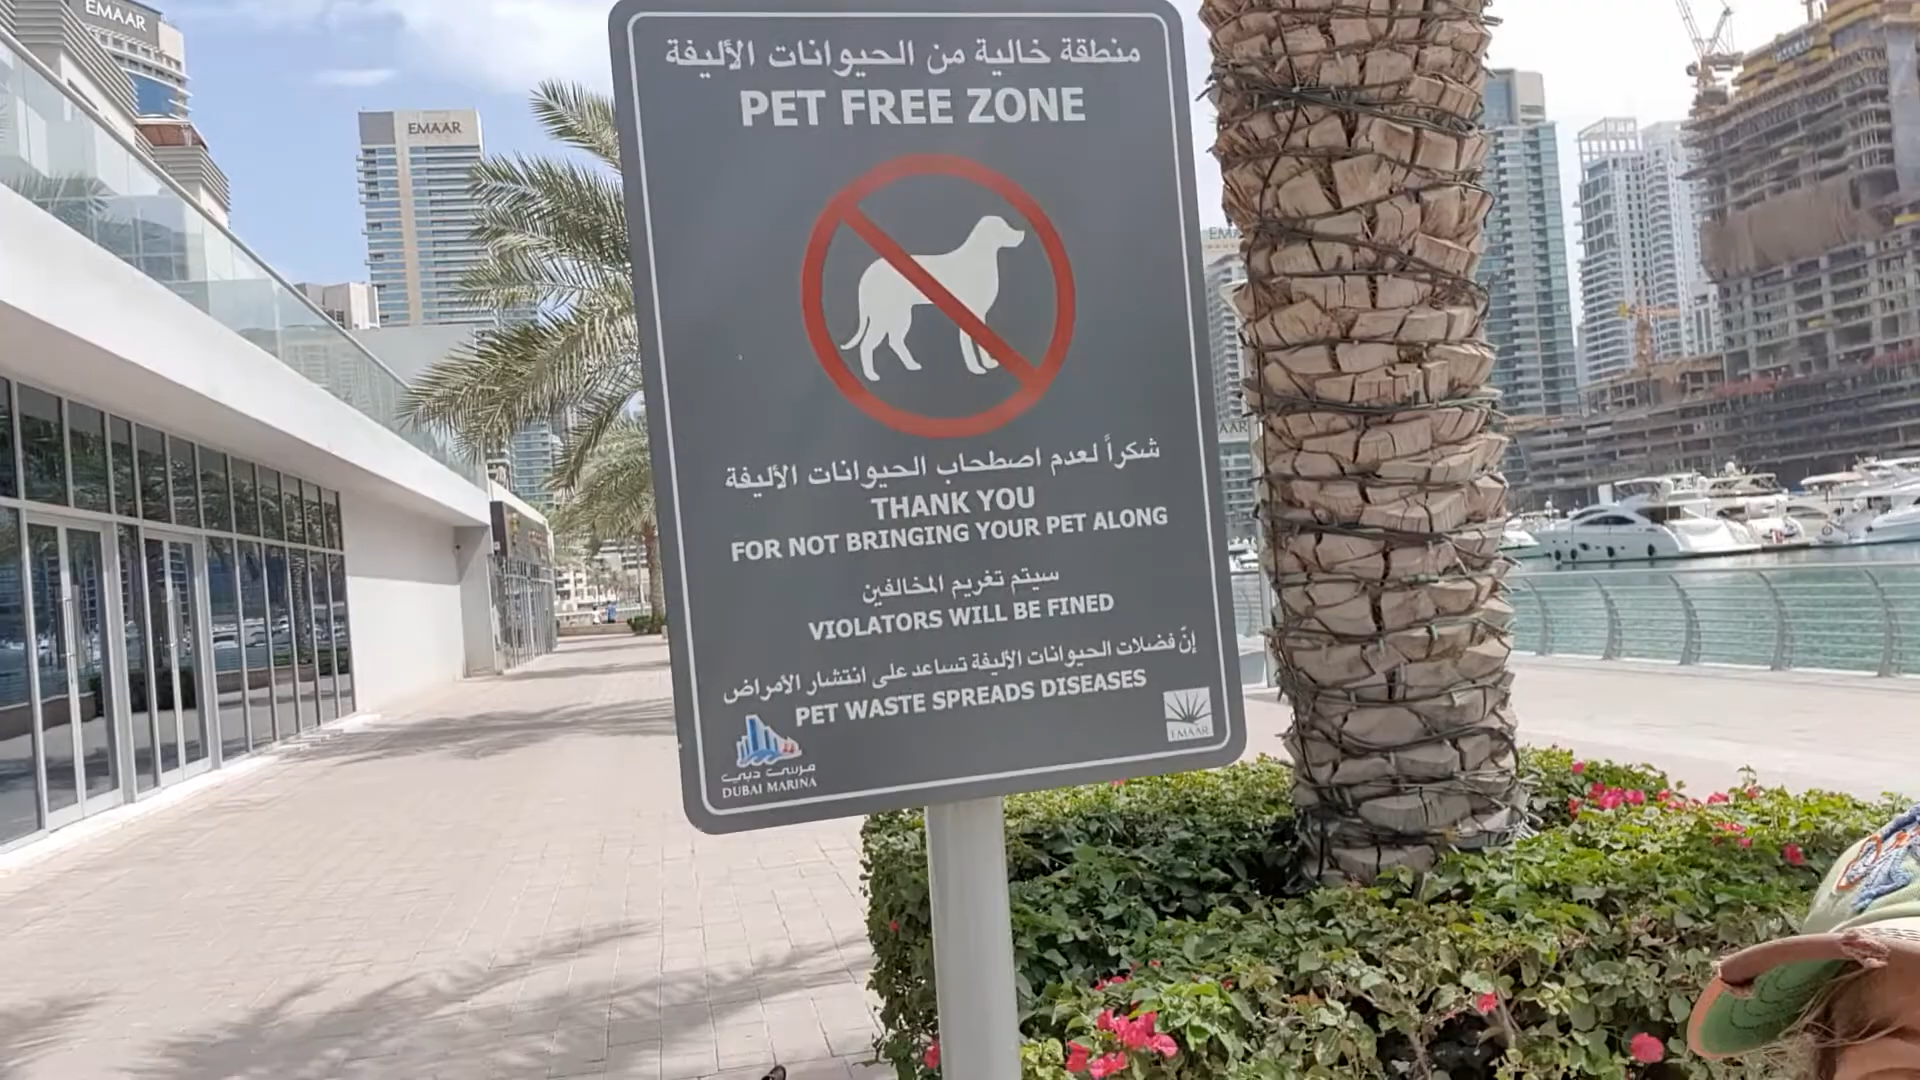 EMAAR
EMAAR
منطقة خالية من الحيوانات الأليفة
PET FREE ZONE
شكراً لعدم اصطحاب الحيوانات الأليفة
THANK YOU
FOR NOT BRINGING YOUR PET ALONG
سيتم تغريم المخالفين
VIOLATORS WILL BE FINED
إنّ فضلات الحيوانات الأليفة تساعد على انتشار الأمراض
PET WASTE SPREADS DISEASES
مرسى دبي
DUBAI MARINA
EMAAR